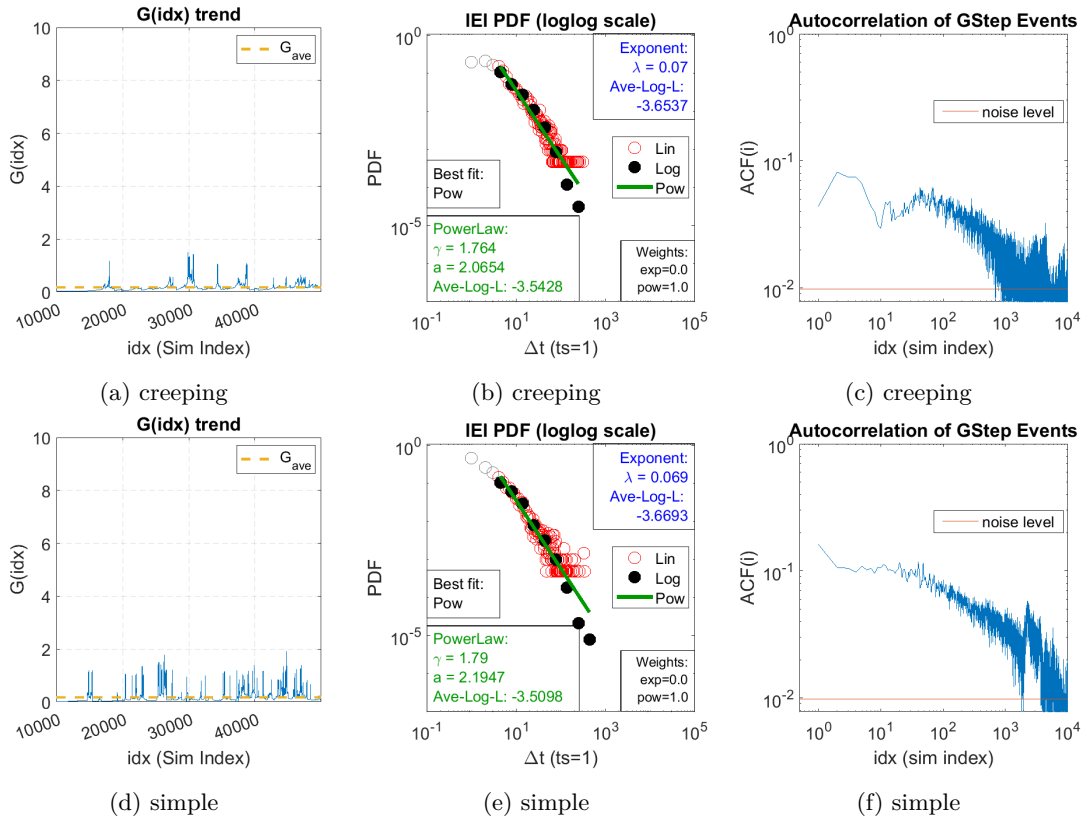 G(idx) trend
10
8
6
4
2
0
G(idx)
G_ave
10000
20000
30000
40000
idx (Sim Index)
(a) creeping
IEI PDF (loglog scale)
10^0
10^-5
PDF
Exponent:
λ = 0.07
Ave-Log-L:
-3.6537
Lin
Log
Pow
Best fit:
Pow
PowerLaw:
γ = 1.764
a = 2.0654
Ave-Log-L: -3.5428
Weights:
exp=0.0
pow=1.0
10^-1
10^1
10^3
10^5
Δt (ts=1)
(b) creeping
Autocorrelation of GStep Events
10^0
10^-1
10^-2
ACF(i)
noise level
10^0
10^1
10^2
10^3
10^4
idx (sim index)
(c) creeping
G(idx) trend
10
8
6
4
2
0
G(idx)
G_ave
10000
20000
30000
40000
idx (Sim Index)
(d) simple
IEI PDF (loglog scale)
10^0
10^-5
PDF
Exponent:
λ = 0.069
Ave-Log-L:
-3.6693
Lin
Log
Pow
Best fit:
Pow
PowerLaw:
γ = 1.79
a = 2.1947
Ave-Log-L: -3.5098
Weights:
exp=0.0
pow=1.0
10^-1
10^1
10^3
10^5
Δt (ts=1)
(e) simple
Autocorrelation of GStep Events
10^0
10^-1
10^-2
ACF(i)
noise level
10^0
10^1
10^2
10^3
10^4
idx (sim index)
(f) simple